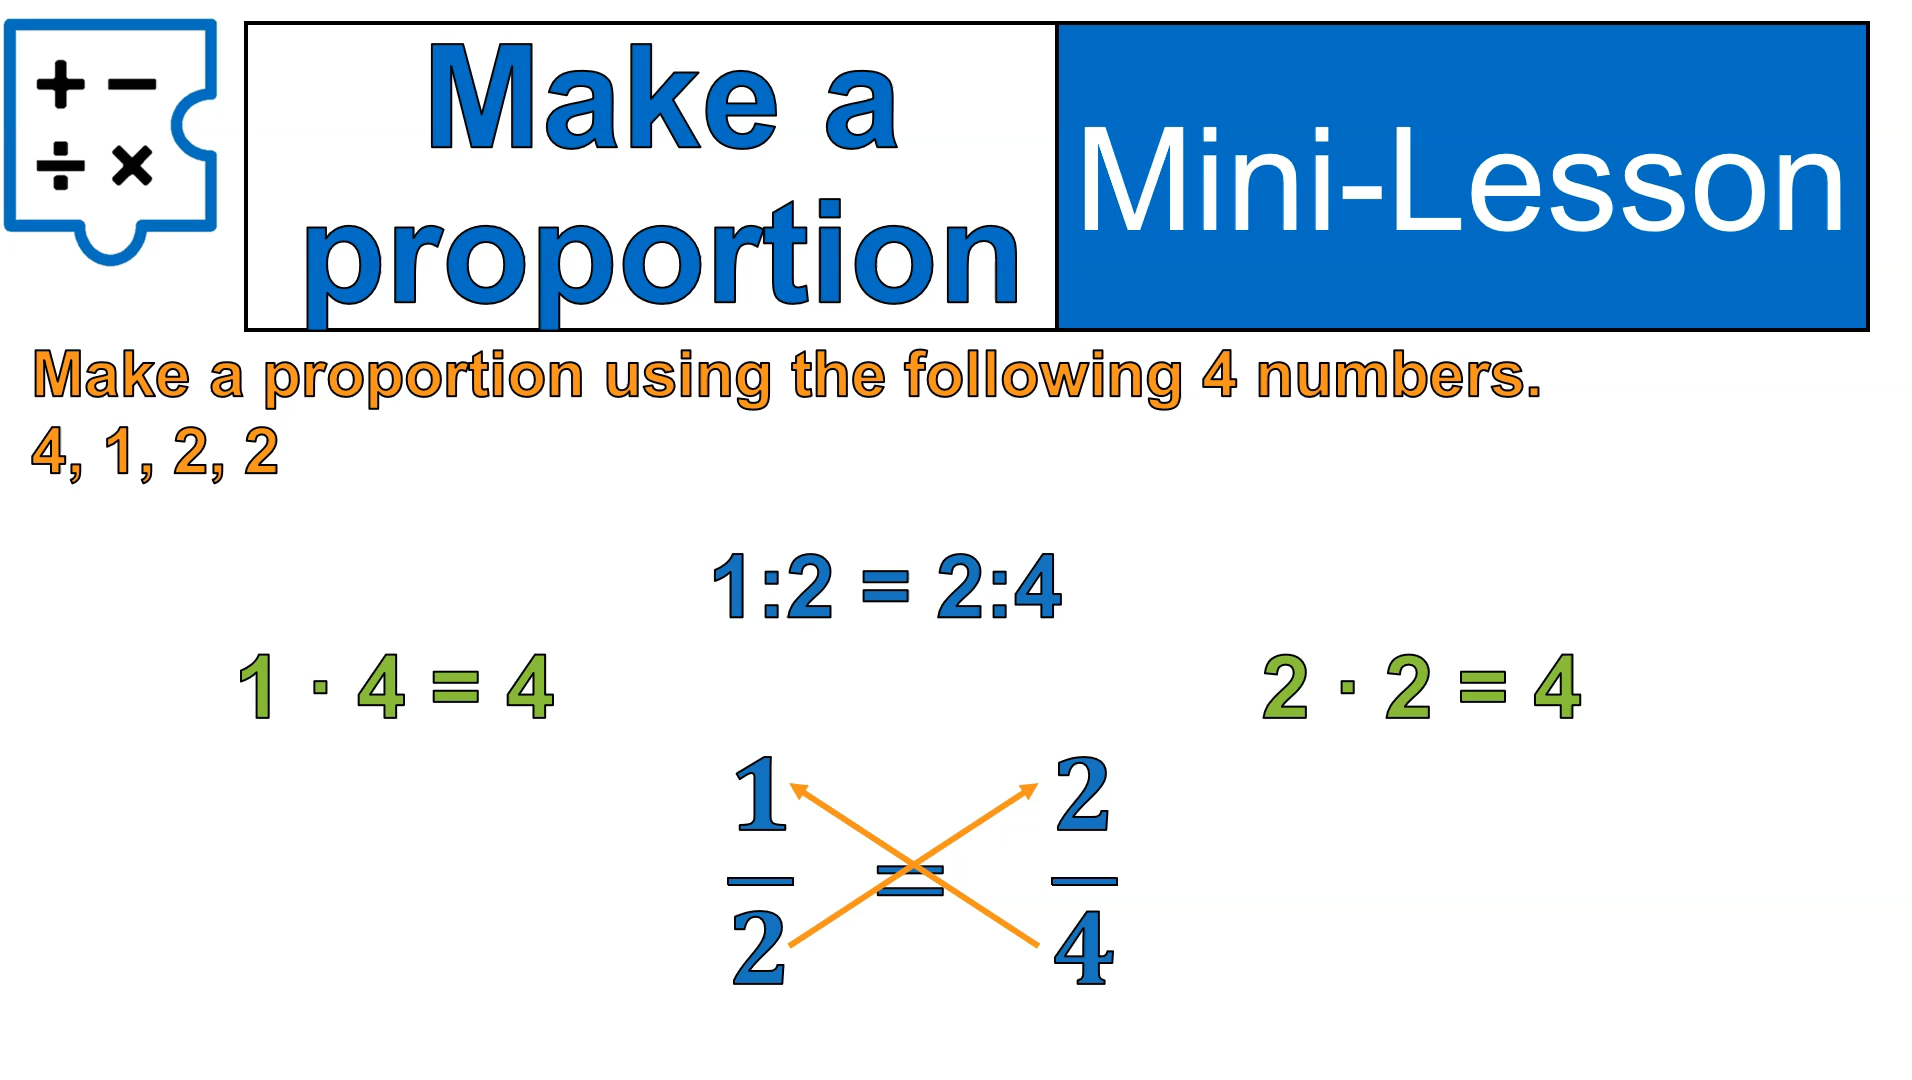 + −
÷ ×
Make a
proportion
Mini-Lesson
Make a proportion using the following 4 numbers.
4, 1, 2, 2
1:2 = 2:4
1 · 4 = 4
2 · 2 = 4
1/2 = 2/4